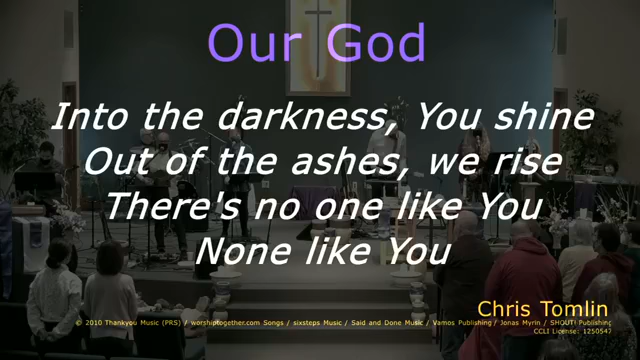 Our God
Into the darkness, You shine
Out of the ashes, we rise
There's no one like You
None like You
Chris Tomlin
© 2010 Thankyou Music (PRS) / worshiptogether.com Songs / sixsteps Music / Said and Done Music / Vamos Publishing / Jonas Myrin / SHOUT! Publishing
CCLI License: 1250547